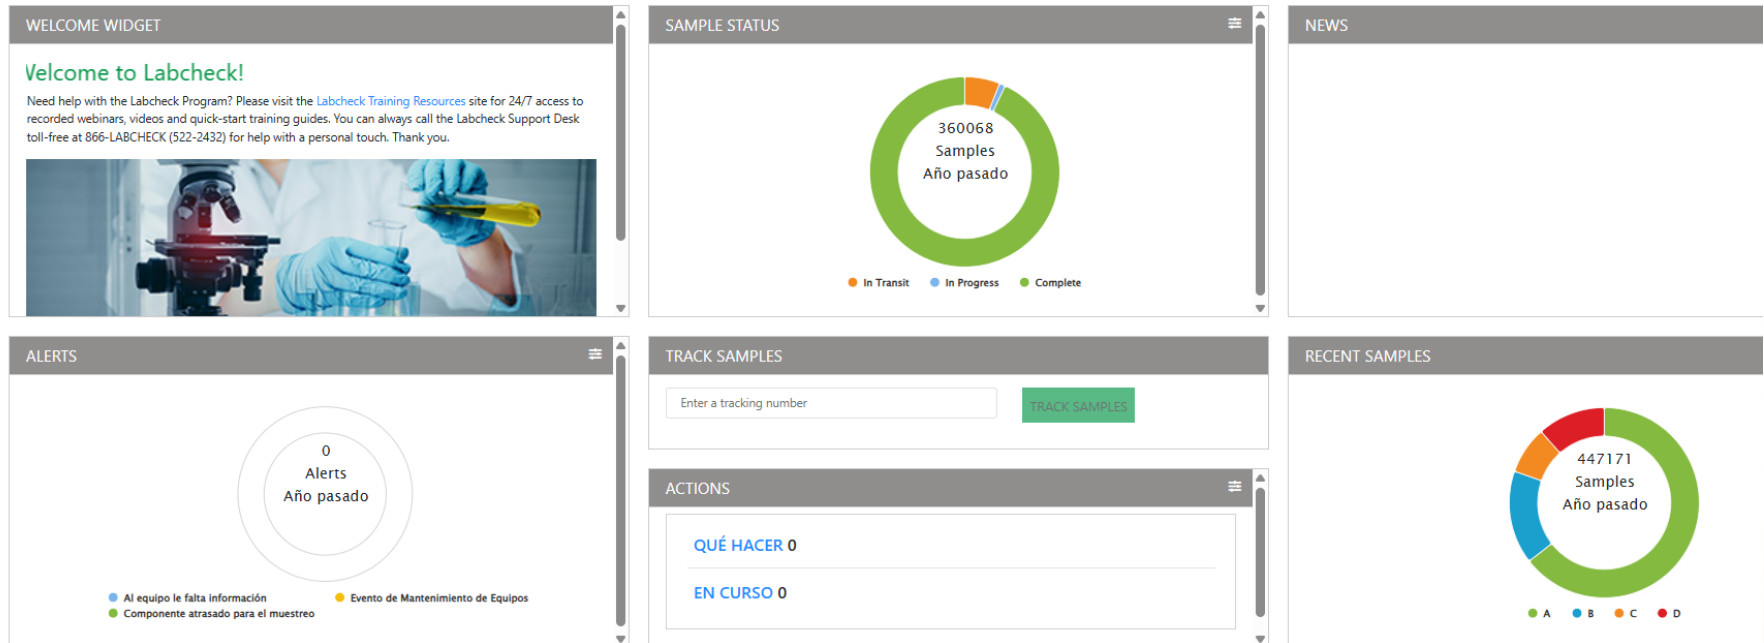 WELCOME WIDGET
Welcome to Labcheck!
Need help with the Labcheck Program? Please visit the Labcheck Training Resources site for 24/7 access to
recorded webinars, videos and quick-start training guides. You can always call the Labcheck Support Desk
toll-free at 866-LABCHECK (522-2432) for help with a personal touch. Thank you.
SAMPLE STATUS
360068
Samples
Año pasado
In Transit
In Progress
Complete
NEWS
ALERTS
0
Alerts
Año pasado
Al equipo le falta información
Evento de Mantenimiento de Equipos
Componente atrasado para el muestreo
TRACK SAMPLES
Enter a tracking number
TRACK SAMPLES
ACTIONS
QUÉ HACER 0
EN CURSO 0
RECENT SAMPLES
447171
Samples
Año pasado
A
B
C
D